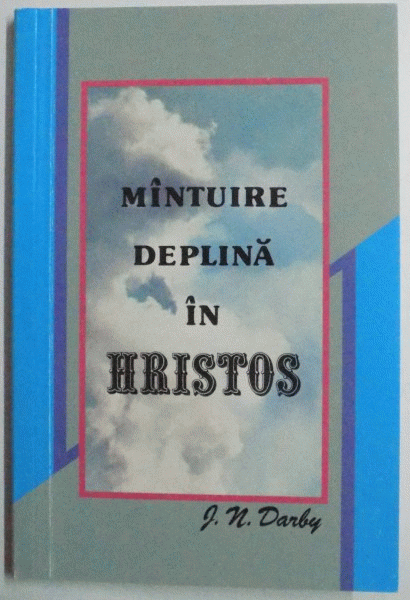 MÎNTUIRE
DEPLINĂ
ÎN
HRISTOS
J. N. Darby